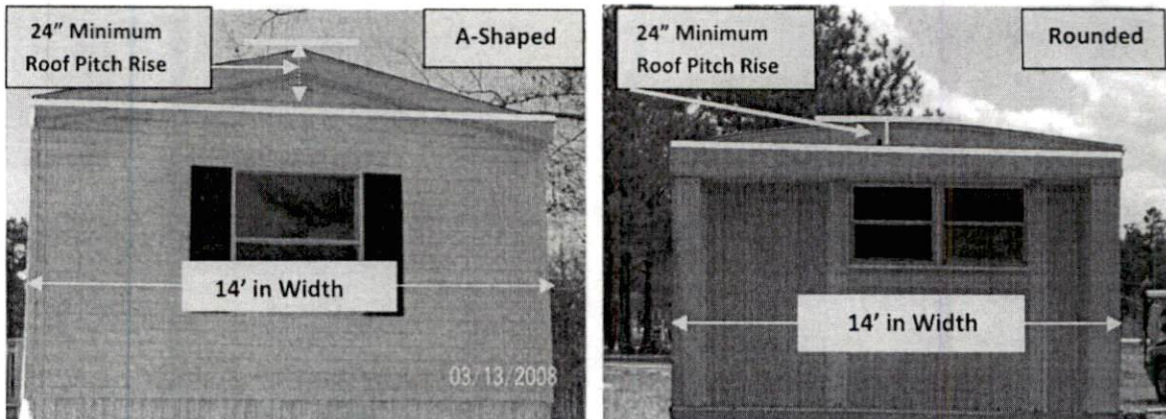 24” Minimum
Roof Pitch Rise
A-Shaped
14’ in Width
03/13/2008
24” Minimum
Roof Pitch Rise
Rounded
14’ in Width